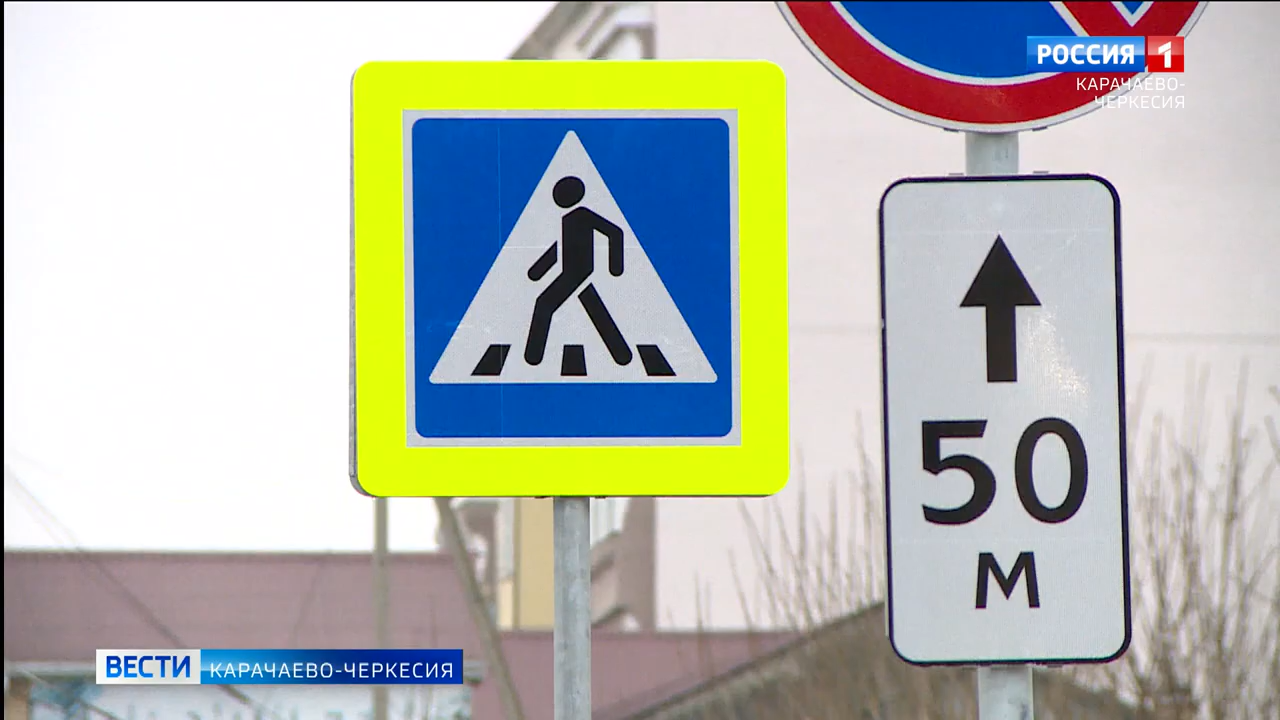 РОССИЯ 1
КАРАЧАЕВО-
ЧЕРКЕСИЯ
50
М
ВЕСТИ КАРАЧАЕВО-ЧЕРКЕСИЯ